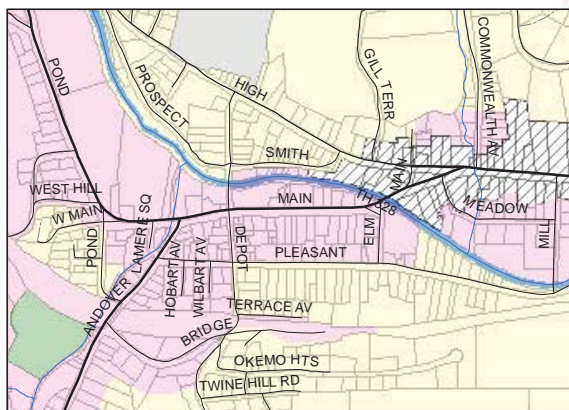 POND
PROSPECT
HIGH
GILL TERR
COMMONWEALTH AV
SMITH
MAIN
WEST HILL
W MAIN
LAMERE SQ
MAIN
TH 328
MEADOW
POND
ANDOVER
HOBART AV
WILBART AV
DEPOT
PLEASANT
ELM
MILL
TERRACE AV
BRIDGE
OKEMO HTS
TWINE HILL RD